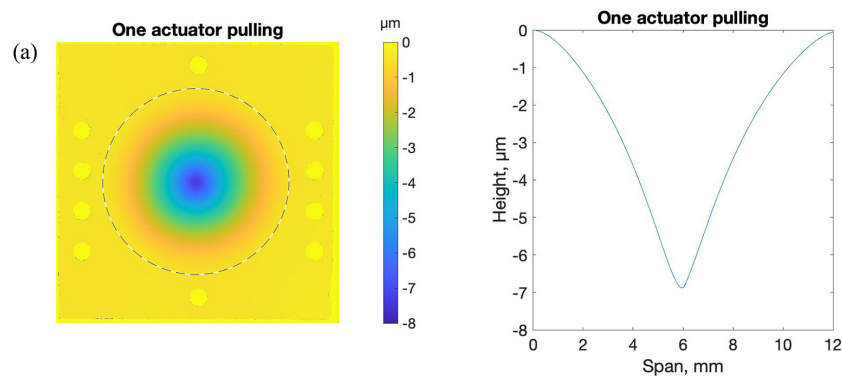 (a)
One actuator pulling
µm
0
-1
-2
-3
-4
-5
-6
-7
-8
One actuator pulling
Height, µm
0
-1
-2
-3
-4
-5
-6
-7
-8
0 2 4 6 8 10 12
Span, mm